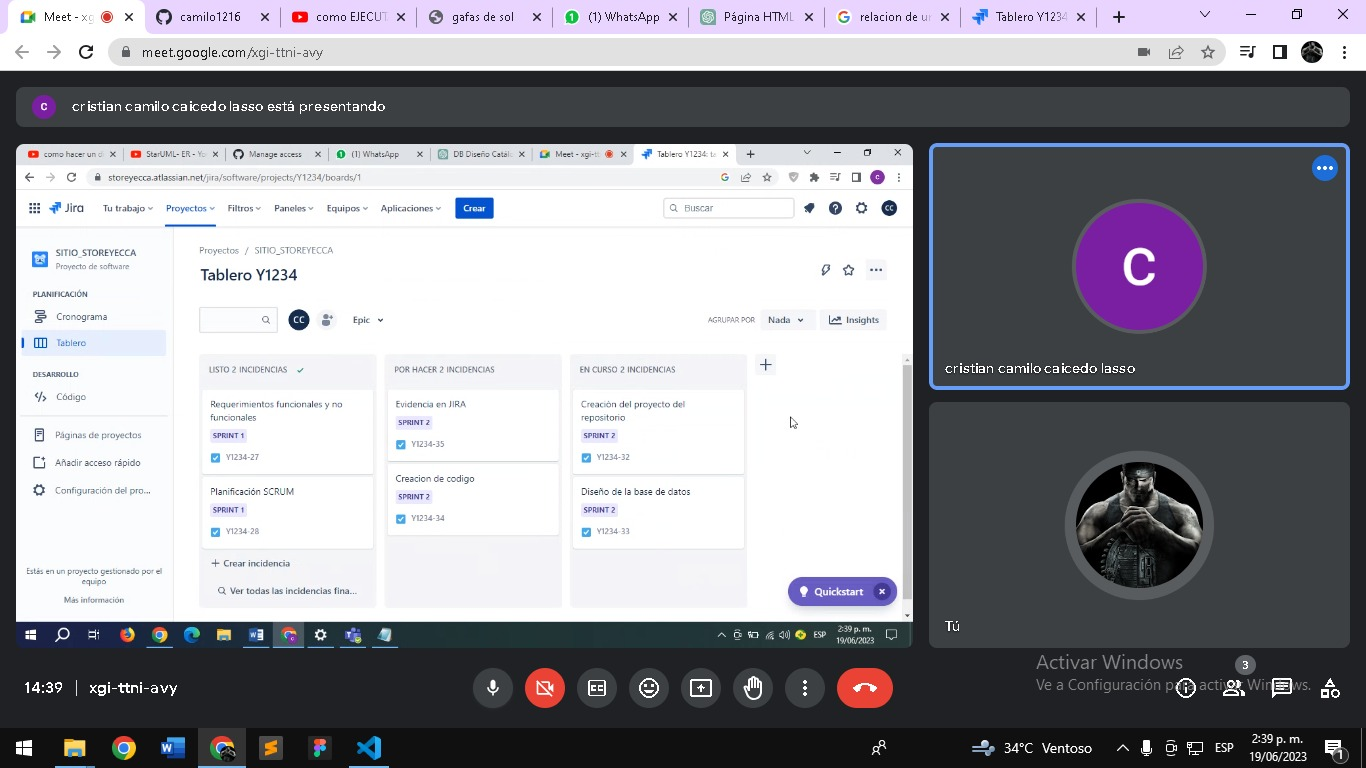 Meet - xg
camilo1216
como EJECUT
gafas de sol
(1) WhatsApp
Página HTML
relacion de un
Tablero Y1234
meet.google.com/xgi-ttni-avy
C cristian camilo caicedo lasso está presentando
como hacer un d
StarUML- ER - Yo
Manage access
(1) WhatsApp
DB Diseño Catálo
Meet - xgi-tt
Tablero Y1234: ta
storeyecca.atlassian.net/jira/software/projects/Y1234/boards/1
G
C
Jira
Tu trabajo
Proyectos
Filtros
Paneles
Equipos
Aplicaciones
Crear
Buscar
CC
SITIO_STOREYECCA
Proyecto de software
PLANIFICACIÓN
Cronograma
Tablero
DESARROLLO
Código
Páginas de proyectos
Añadir acceso rápido
Configuración del pro...
Estás en un proyecto gestionado por el
equipo
Más información
Proyectos / SITIO_STOREYECCA
Tablero Y1234
CC
Epic
AGRUPAR POR
Nada
Insights
LISTO 2 INCIDENCIAS
Requerimientos funcionales y no
funcionales
SPRINT 1
Y1234-27
Planificación SCRUM
SPRINT 1
Y1234-28
+ Crear incidencia
Ver todas las incidencias fina...
POR HACER 2 INCIDENCIAS
Evidencia en JIRA
SPRINT 2
Y1234-35
Creacion de codigo
SPRINT 2
Y1234-34
EN CURSO 2 INCIDENCIAS
Creación del proyecto del
repositorio
SPRINT 2
Y1234-32
Diseño de la base de datos
SPRINT 2
Y1234-33
Quickstart
ESP
2:39 p. m.
19/06/2023
C
cristian camilo caicedo lasso
Tú
14:39 | xgi-ttni-avy
3
Activar Windows
Ve a Configuración para activar Windows.
34°C Ventoso
ESP
2:39 p. m.
19/06/2023
1